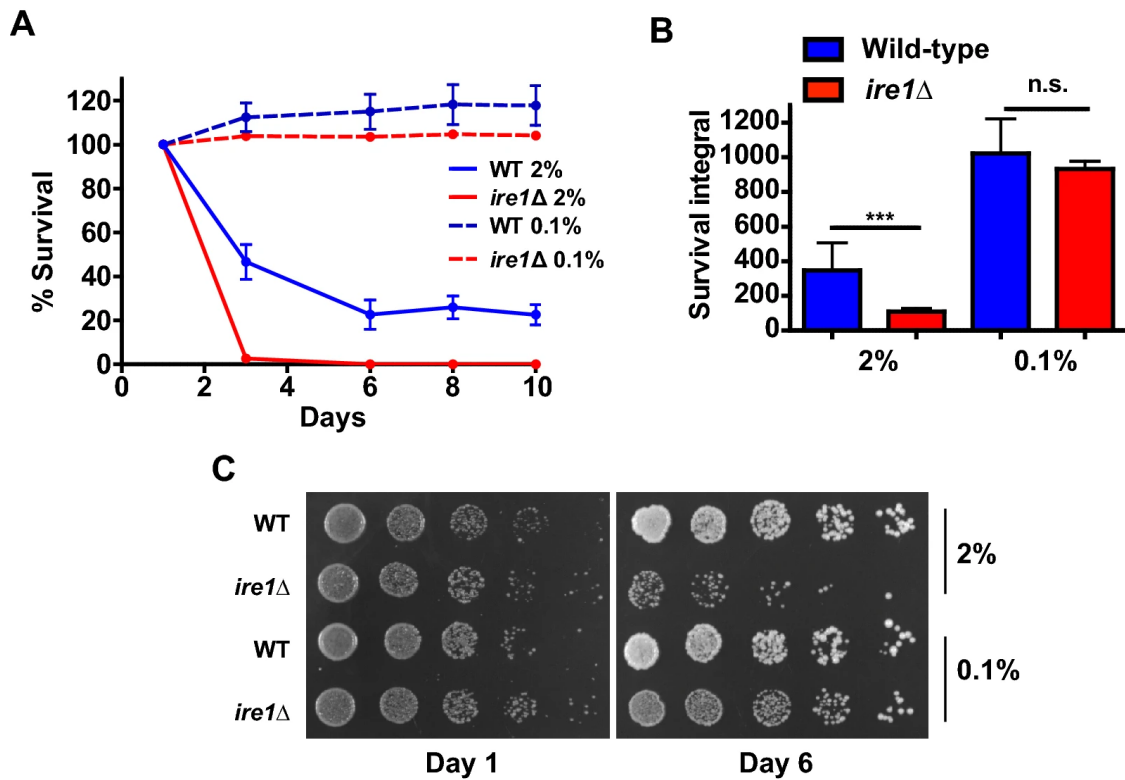 A
% Survival
120
100
80
60
40
20
0
0 2 4 6 8 10
Days
WT 2%
ire1Δ 2%
WT 0.1%
ire1Δ 0.1%
B
Wild-type
ire1Δ
Survival integral
1200
1000
800
600
400
200
0
***
n.s.
2% 0.1%
C
WT
ire1Δ
WT
ire1Δ
2%
0.1%
Day 1 Day 6